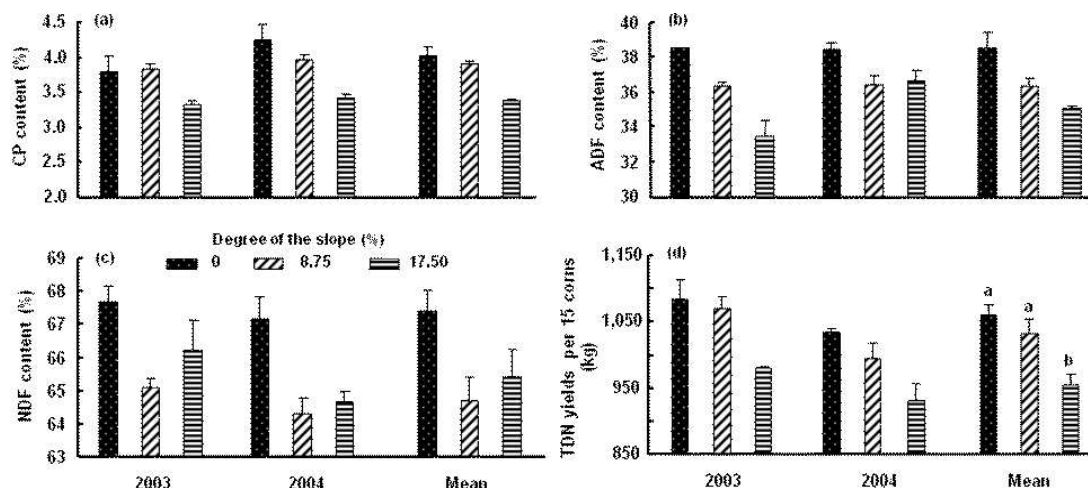 (a)
CP content (%)
4.5
4.0
3.5
3.0
2.5
2.0
(b)
ADF content (%)
40
38
36
34
32
30
Degree of the slope (%)
0 8.75 17.50
(c)
NDF content (%)
69
68
67
66
65
64
63
2003 2004 Mean
(d)
TDN yields per 15 corns
(kg)
1,150
1,050
950
850
a
a
b
2003 2004 Mean